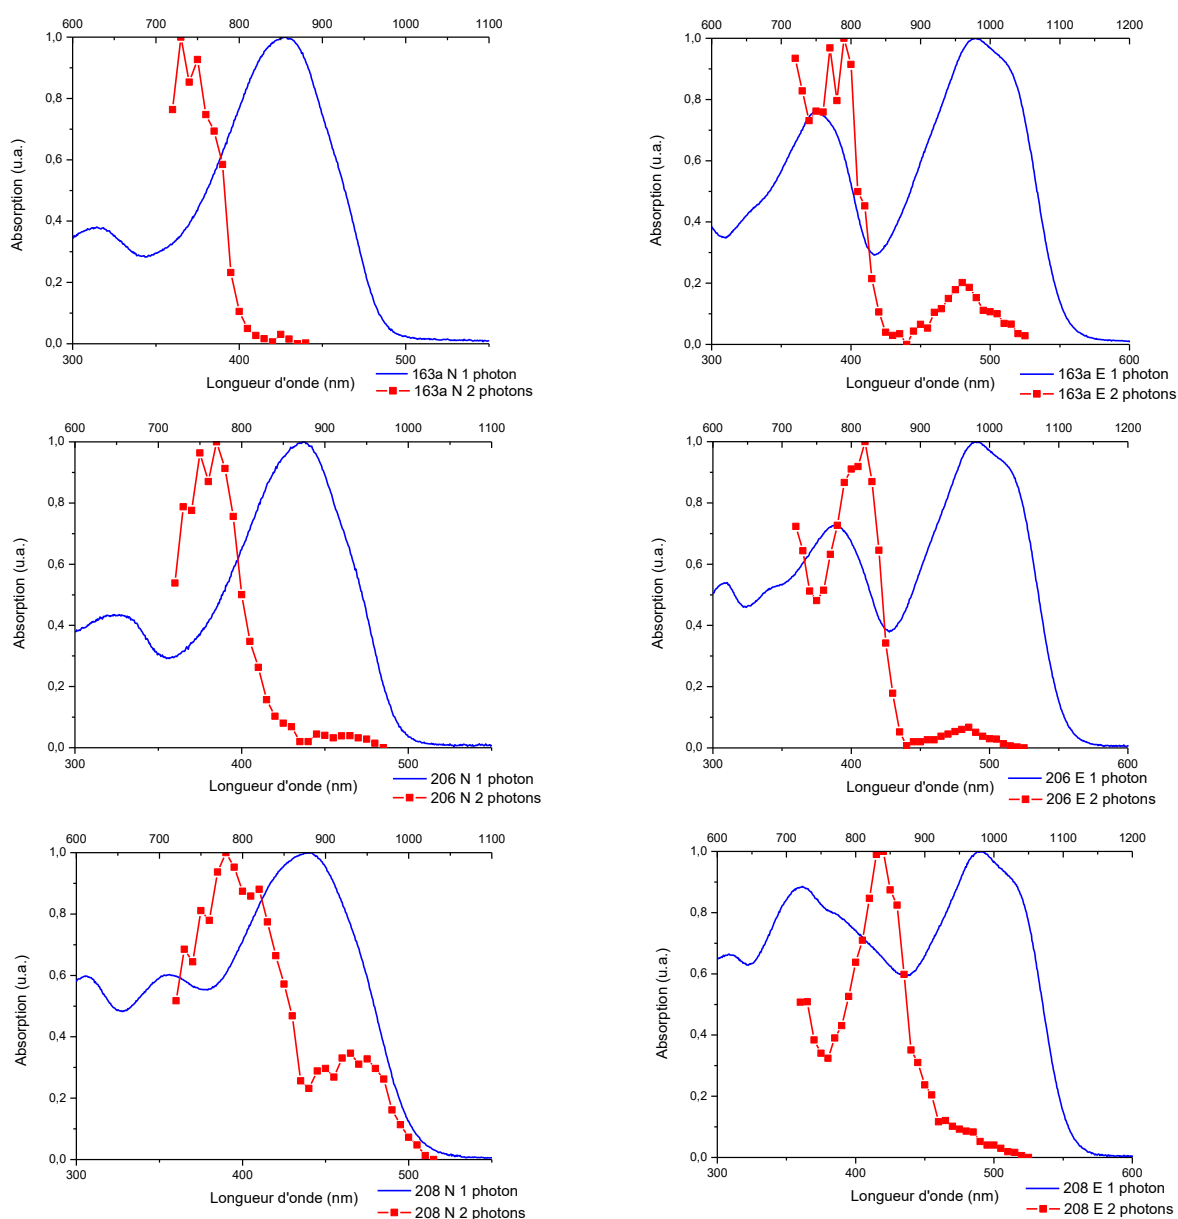 600 700 800 900 1000 1100
1,0
0,8
0,6
0,4
0,2
0,0
Absorption (u.a.)
300 400 500
Longueur d'onde (nm)
163a N 1 photon
163a N 2 photons
600 700 800 900 1000 1100 1200
1,0
0,8
0,6
0,4
0,2
0,0
Absorption (u.a.)
300 400 500 600
Longueur d'onde (nm)
163a E 1 photon
163a E 2 photons
600 700 800 900 1000 1100
1,0
0,8
0,6
0,4
0,2
0,0
Absorption (u.a.)
300 400 500
Longueur d'onde (nm)
206 N 1 photon
206 N 2 photons
600 700 800 900 1000 1100 1200
1,0
0,8
0,6
0,4
0,2
0,0
Absorption (u.a.)
300 400 500 600
Longueur d'onde (nm)
206 E 1 photon
206 E 2 photons
600 700 800 900 1000 1100
1,0
0,8
0,6
0,4
0,2
0,0
Absorption (u.a.)
300 400 500
Longueur d'onde (nm)
208 N 1 photon
208 N 2 photons
600 700 800 900 1000 1100 1200
1,0
0,8
0,6
0,4
0,2
0,0
Absorption (u.a.)
300 400 500 600
Longueur d'onde (nm)
208 E 1 photon
208 E 2 photons